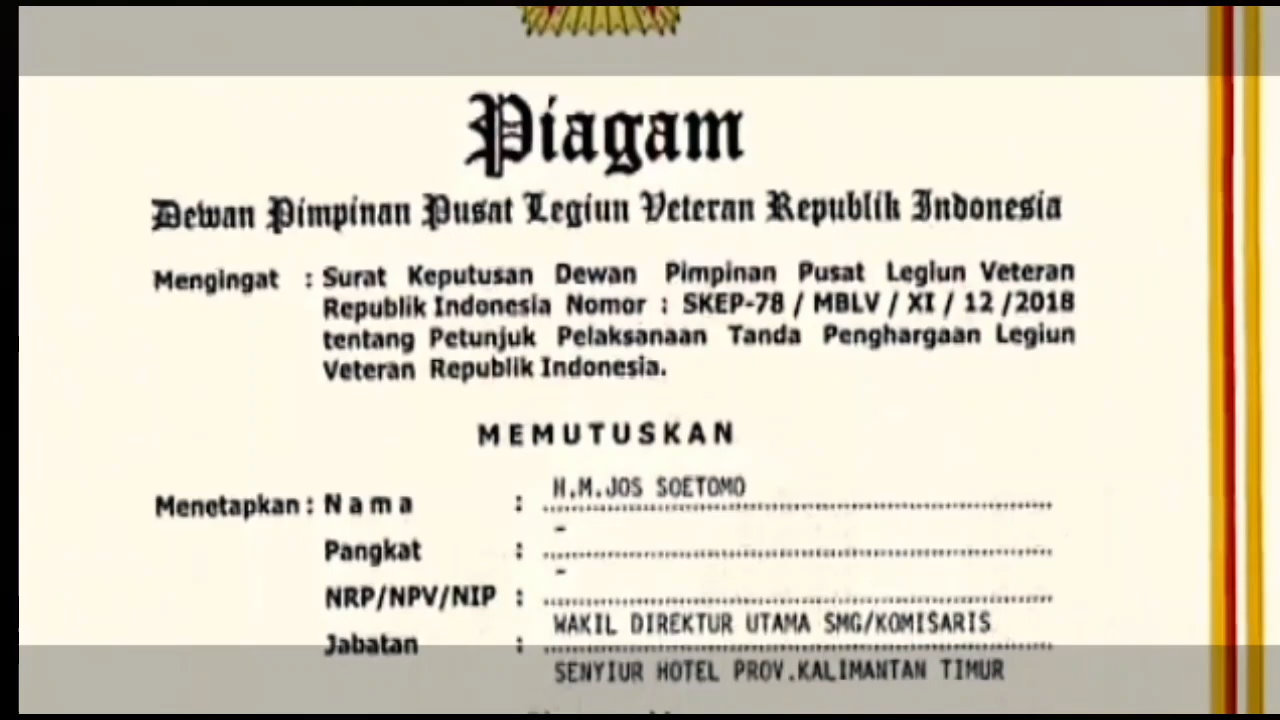 Piagam
Dewan Pimpinan Pusat Legiun Veteran Republik Indonesia
Mengingat : Surat Keputusan Dewan Pimpinan Pusat Legiun Veteran
Republik Indonesia Nomor : SKEP-78 / MBLV / XI / 12 /2018
tentang Petunjuk Pelaksanaan Tanda Penghargaan Legiun
Veteran Republik Indonesia.
MEMUTUSKAN
Menetapkan : N a m a : H.M.JOS SOETOMO
Pangkat : -
NRP/NPV/NIP : -
Jabatan : WAKIL DIREKTUR UTAMA SMG/KOMISARIS
SENYIUR HOTEL PROV.KALIMANTAN TIMUR